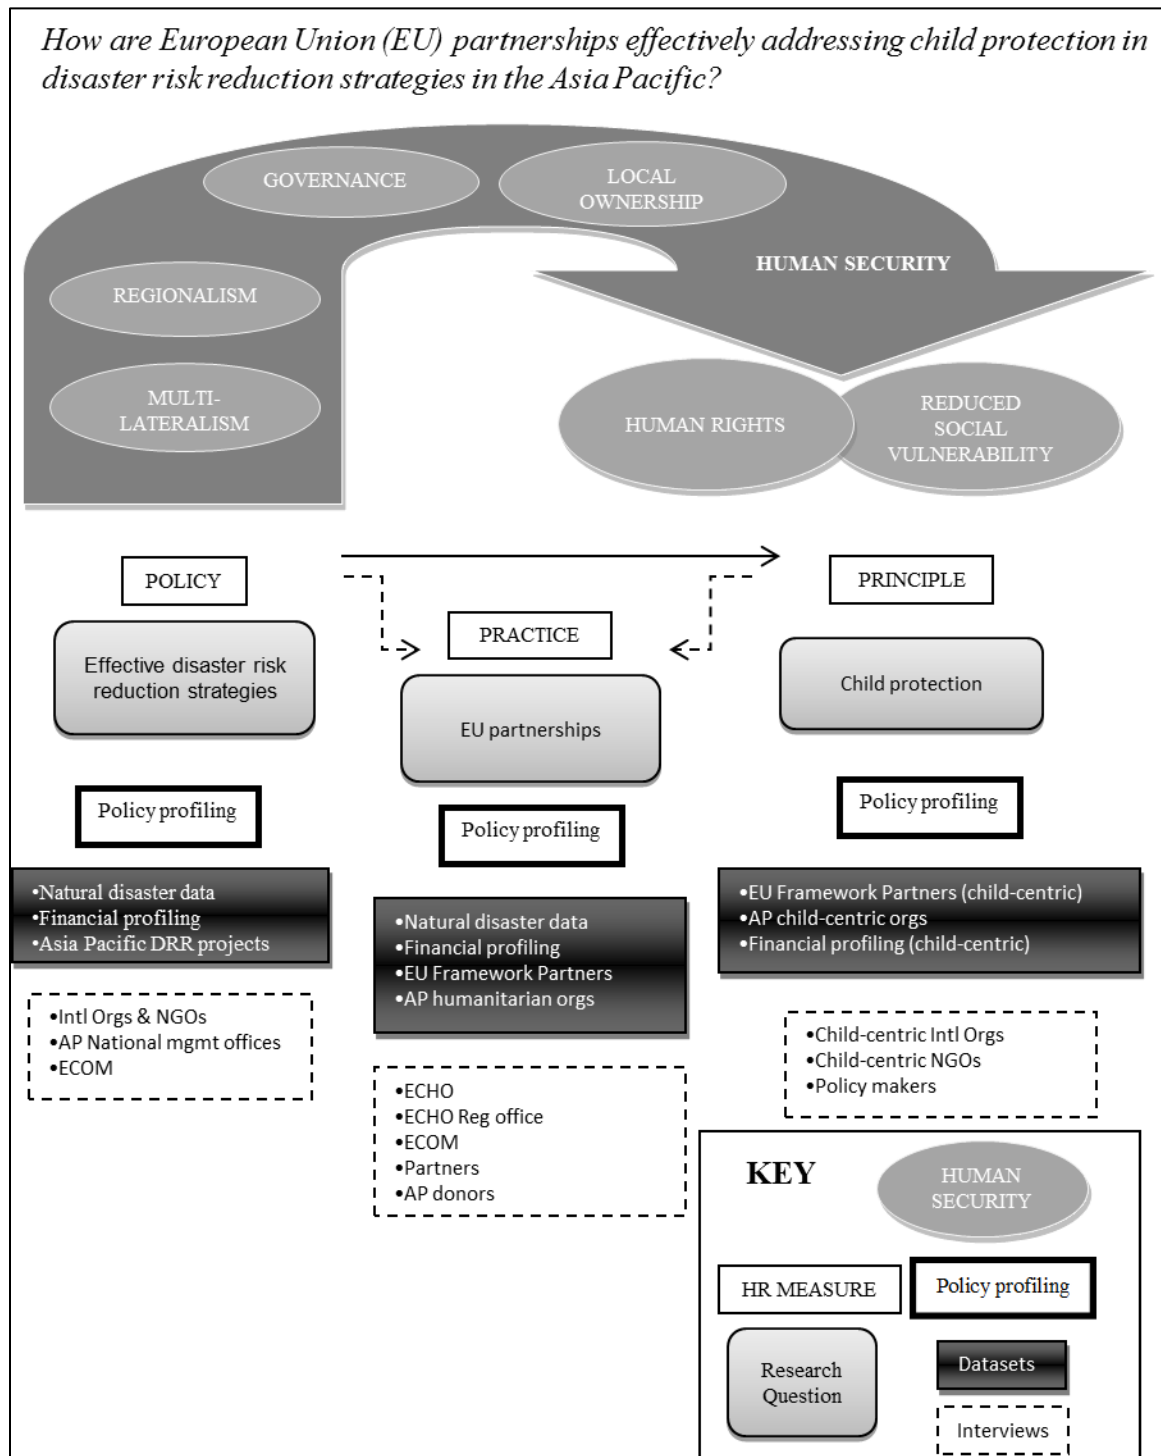 How are European Union (EU) partnerships effectively addressing child protection in
disaster risk reduction strategies in the Asia Pacific?
GOVERNANCE
LOCAL
OWNERSHIP
HUMAN SECURITY
REGIONALISM
MULTI-
LATERALISM
HUMAN RIGHTS
REDUCED
SOCIAL
VULNERABILITY
POLICY
PRACTICE
PRINCIPLE
Effective disaster risk
reduction strategies
EU partnerships
Child protection
Policy profiling
Policy profiling
Policy profiling
•Natural disaster data
•Financial profiling
•Asia Pacific DRR projects
•Natural disaster data
•Financial profiling
•EU Framework Partners
•AP humanitarian orgs
•EU Framework Partners (child-centric)
•AP child-centric orgs
•Financial profiling (child-centric)
•Intl Orgs & NGOs
•AP National mgmt offices
•ECOM
•ECHO
•ECHO Reg office
•ECOM
•Partners
•AP donors
•Child-centric Intl Orgs
•Child-centric NGOs
•Policy makers
KEY
HUMAN
SECURITY
HR MEASURE
Policy profiling
Research
Question
Datasets
Interviews